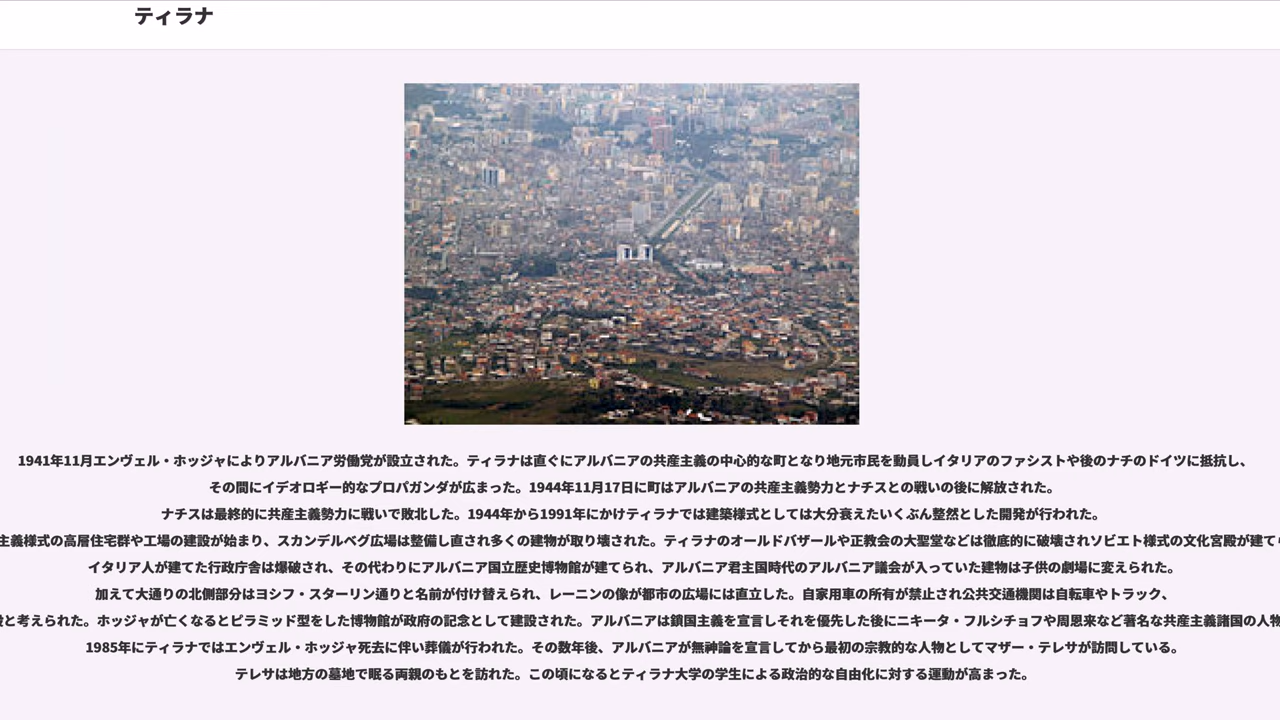 ティラナ
1941年11月エンヴェル・ホッジャによりアルバニア労働党が設立された。ティラナは直ぐにアルバニアの共産主義の中心的な町となり地元市民を動員しイタリアのファシストや後のナチのドイツに抵抗し、
その間にイデオロギー的なプロパガンダが広まった。1944年11月17日に町はアルバニアの共産主義勢力とナチスとの戦いの後に解放された。
ナチスは最終的に共産主義勢力に戦いで敗北した。1944年から1991年にかけティラナでは建築様式としては大分衰えたいくぶん整然とした開発が行われた。
主義様式の高層住宅群や工場の建設が始まり、スカンデルベグ広場は整備し直され多くの建物が取り壊された。ティラナのオールドバザールや正教会の大聖堂などは徹底的に破壊されソビエト様式の文化宮殿が建て
イタリア人が建てた行政庁舎は爆破され、その代わりにアルバニア国立歴史博物館が建てられ、アルバニア君主国時代のアルバニア議会が入っていた建物は子供の劇場に変えられた。
加えて大通りの北側部分はヨシフ・スターリン通りと名前が付け替えられ、レーニンの像が都市の広場には直立した。自家用車の所有が禁止され公共交通機関は自転車やトラック、
と考えられた。ホッジャが亡くなるとピラミッド型をした博物館が政府の記念として建設された。アルバニアは鎖国主義を宣言しそれを優先した後にニキータ・フルシチョフや周恩来など著名な共産主義諸国の人物
1985年にティラナではエンヴェル・ホッジャ死去に伴い葬儀が行われた。その数年後、アルバニアが無神論を宣言してから最初の宗教的な人物としてマザー・テレサが訪問している。
テレサは地方の墓地で眠る両親のもとを訪れた。この頃になるとティラナ大学の学生による政治的な自由化に対する運動が高まった。